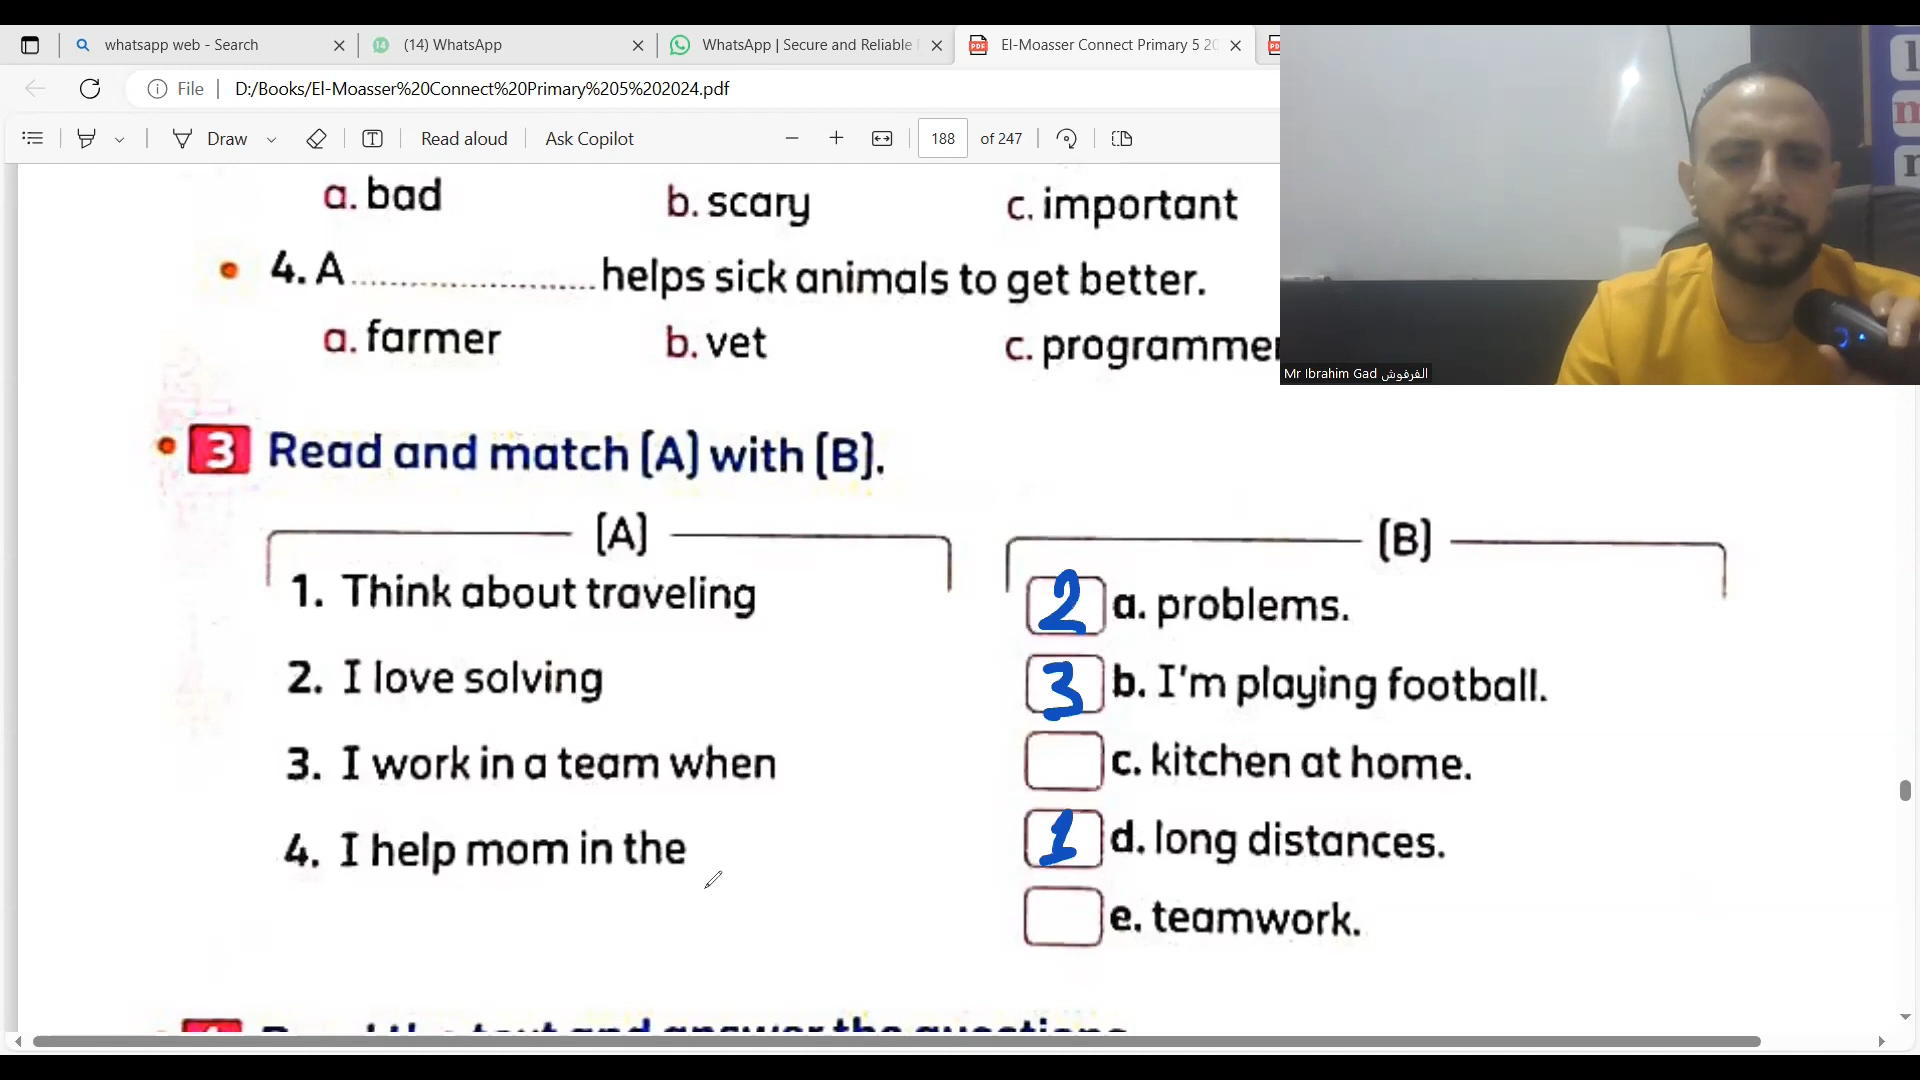 whatsapp web - Search
(14) WhatsApp
WhatsApp | Secure and Reliable
El-Moasser Connect Primary 5 20
File
D:/Books/El-Moasser%20Connect%20Primary%205%202024.pdf
Draw
Read aloud
Ask Copilot
188 of 247
a. bad b. scary c. important
4. A .......................... helps sick animals to get better.
a. farmer b. vet c. programmer
Mr Ibrahim Gad الفرفوش
3 Read and match (A) with (B).
(A) (B)
1. Think about traveling
2 a. problems.
2. I love solving
3 b. I'm playing football.
3. I work in a team when
c. kitchen at home.
4. I help mom in the
1 d. long distances.
e. teamwork.